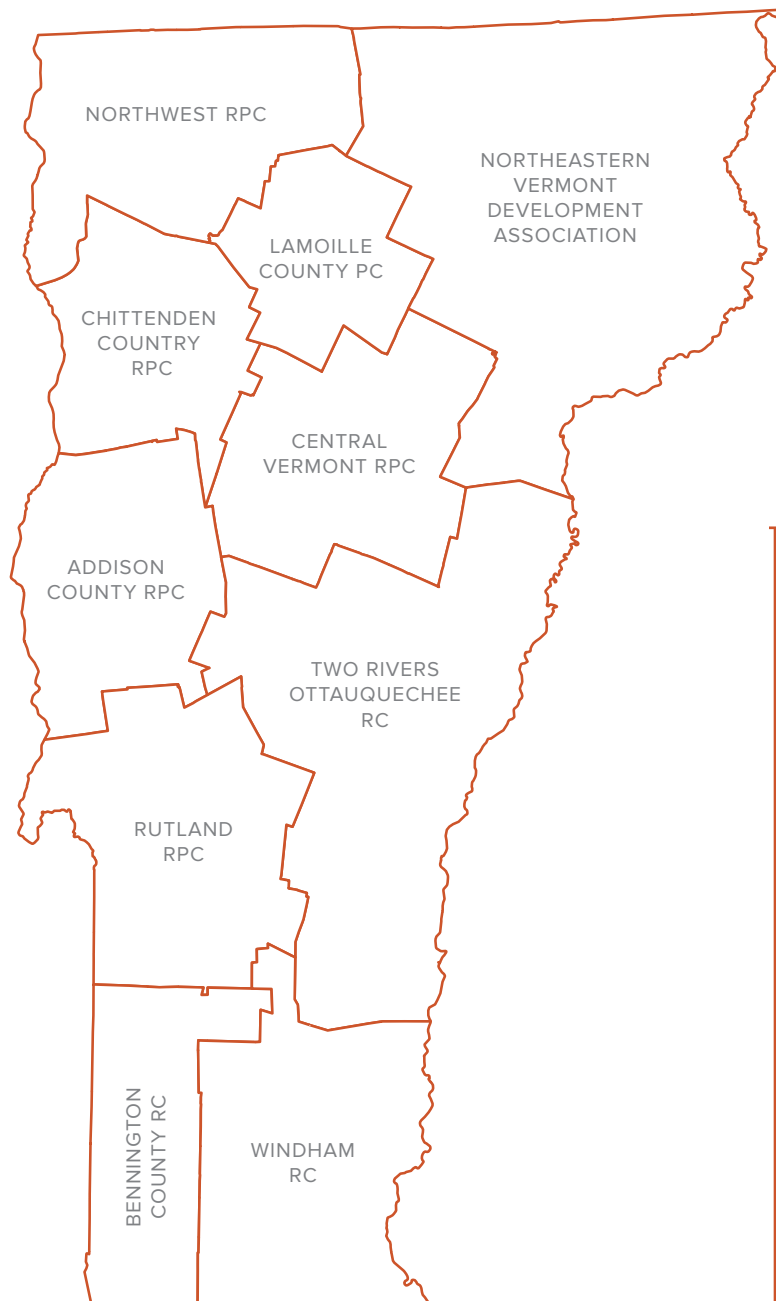 NORTHWEST RPC
NORTHEASTERN
VERMONT
DEVELOPMENT
ASSOCIATION
LAMOILLE
COUNTY PC
CHITTENDEN
COUNTRY
RPC
CENTRAL
VERMONT RPC
ADDISON
COUNTY RPC
TWO RIVERS
OTTAUQUECHEE
RC
RUTLAND
RPC
BENNINGTON
COUNTY RC
WINDHAM
RC